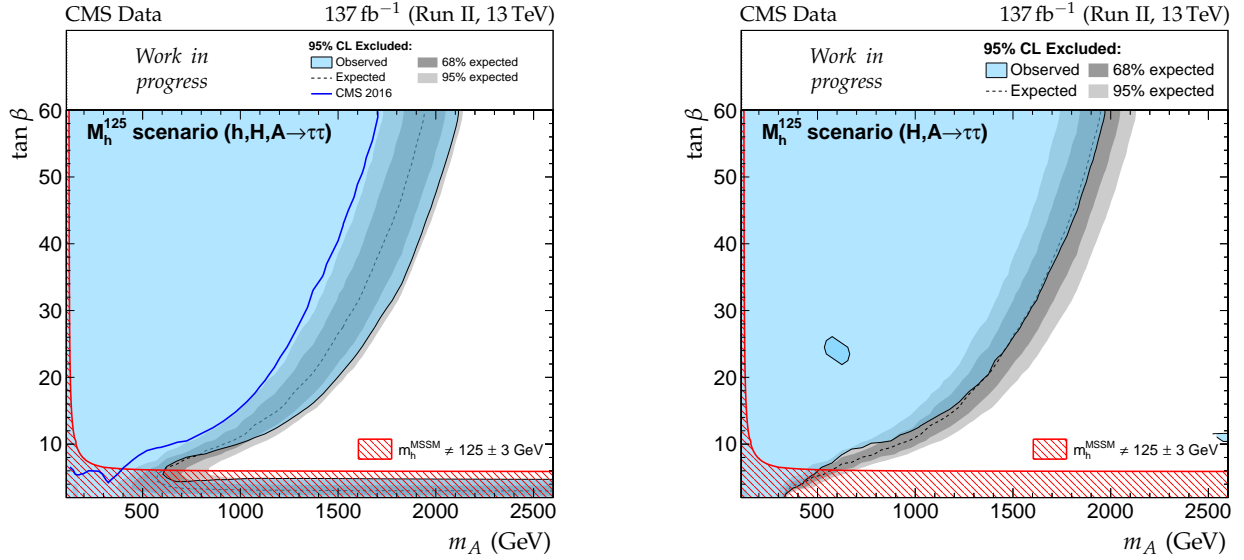 CMS Data 137 fb⁻¹ (Run II, 13 TeV)
Work in
progress
95% CL Excluded:
Observed 68% expected
Expected 95% expected
CMS 2016
M_h^125 scenario (h,H,A→ττ)
tan β
60
50
40
30
20
10
m_h^MSSM ≠ 125 ± 3 GeV
500 1000 1500 2000 2500
m_A (GeV)
CMS Data 137 fb⁻¹ (Run II, 13 TeV)
Work in
progress
95% CL Excluded:
Observed 68% expected
Expected 95% expected
M_h^125 scenario (H,A→ττ)
tan β
60
50
40
30
20
10
m_h^MSSM ≠ 125 ± 3 GeV
500 1000 1500 2000 2500
m_A (GeV)